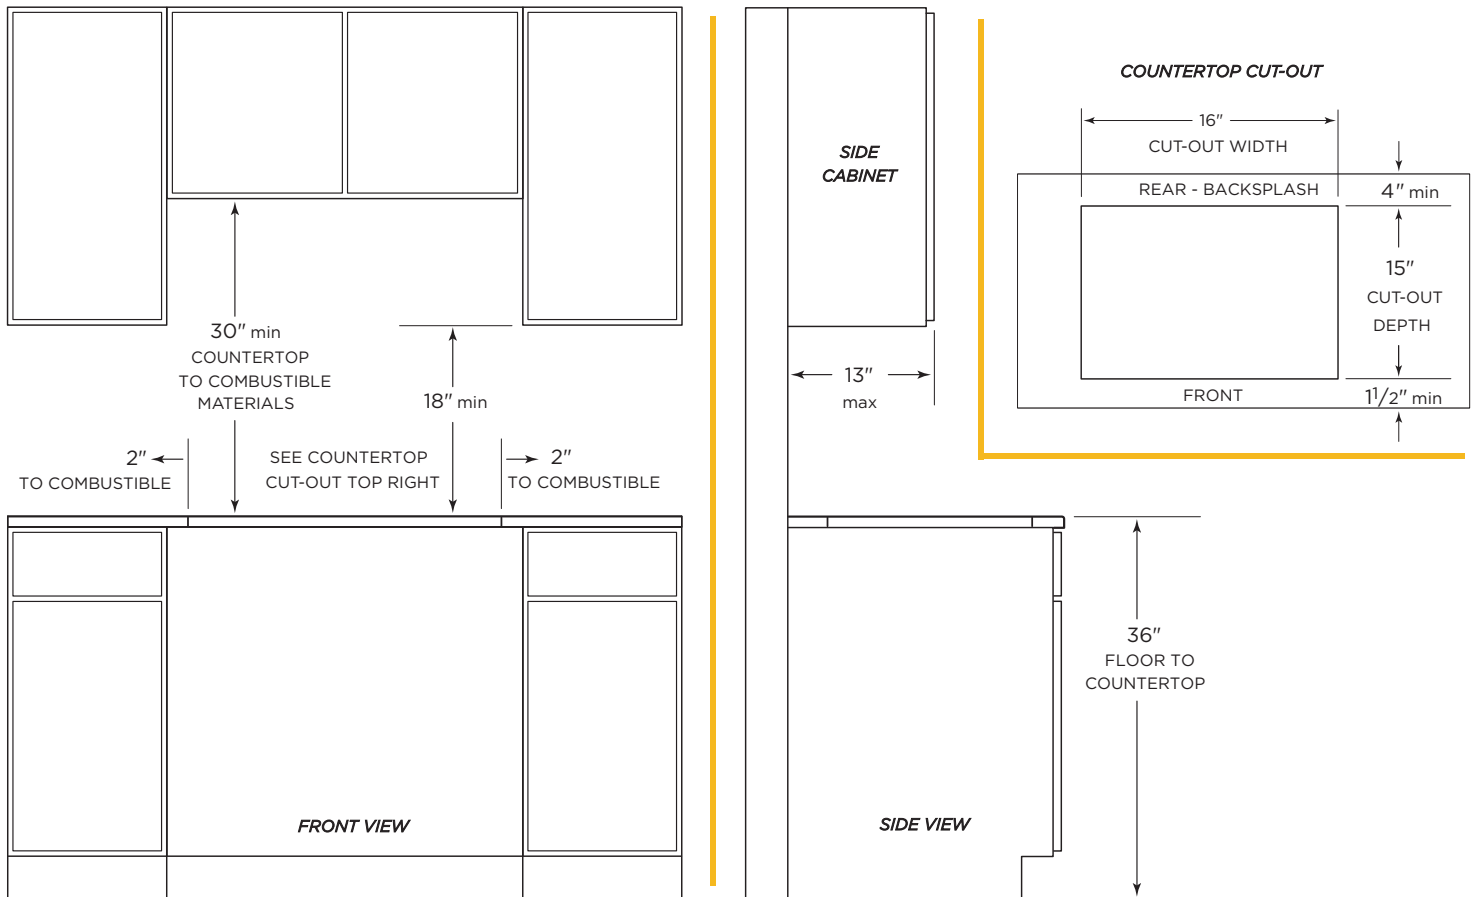 30" min
COUNTERTOP
TO COMBUSTIBLE
MATERIALS
18" min
2"
TO COMBUSTIBLE
SEE COUNTERTOP
CUT-OUT TOP RIGHT
2"
TO COMBUSTIBLE
FRONT VIEW
SIDE
CABINET
13"
max
36"
FLOOR TO
COUNTERTOP
SIDE VIEW
COUNTERTOP CUT-OUT
16"
CUT-OUT WIDTH
REAR - BACKSPLASH
4" min
15"
CUT-OUT
DEPTH
FRONT
1 1/2" min